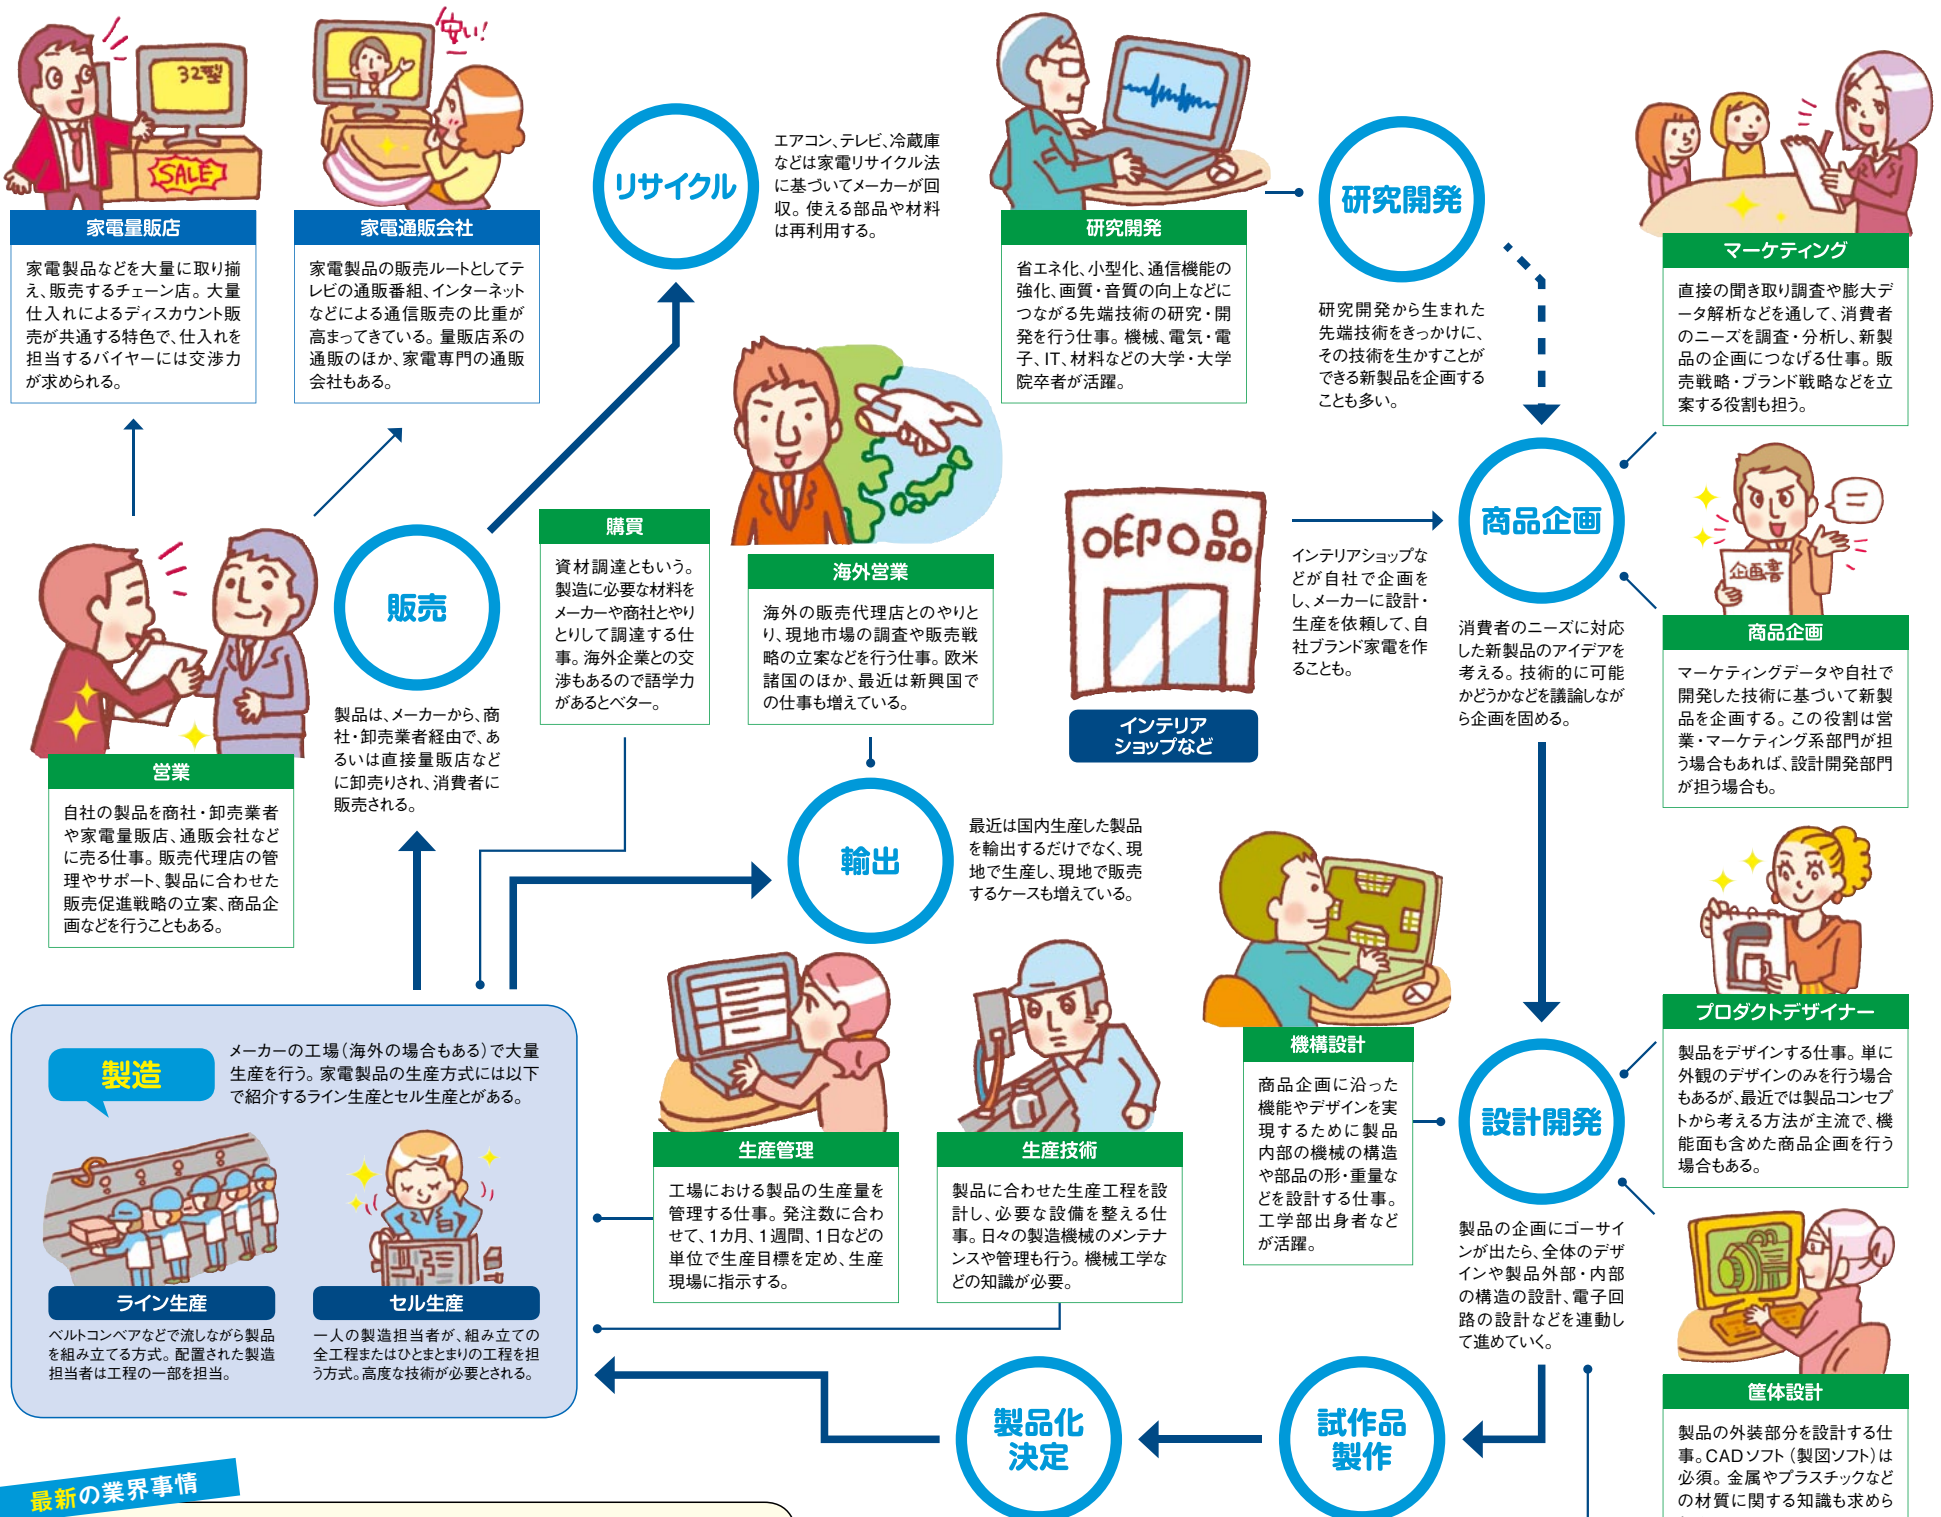 安い!
32型
SALE
家電量販店
家電製品などを大量に取り揃
え、販売するチェーン店。大量
仕入れによるディスカウント販
売が共通する特色で、仕入れを
担当するバイヤーには交渉力
が求められる。
家電通販会社
家電製品の販売ルートとしてテ
レビの通販番組、インターネット
などによる通信販売の比重が
高まってきている。量販店系の
通販のほか、家電専門の通販
会社もある。
リサイクル
エアコン、テレビ、冷蔵庫
などは家電リサイクル法
に基づいてメーカーが回
収。使える部品や材料
は再利用する。
研究開発
省エネ化、小型化、通信機能の
強化、画質・音質の向上などに
つながる先端技術の研究・開
発を行う仕事。機械、電気・電
子、IT、材料などの大学・大学
院卒者が活躍。
研究開発
研究開発から生まれた
先端技術をきっかけに、
その技術を生かすことが
できる新製品を企画する
ことも多い。
マーケティング
直接の聞き取り調査や膨大デ
ータ解析などを通して、消費者
のニーズを調査・分析し、新製
品の企画につなげる仕事。販
売戦略・ブランド戦略などを立
案する役割も担う。
商品企画
消費者のニーズに対応
した新製品のアイデアを
考える。技術的に可能
かどうかなどを議論しなが
ら企画を固める。
企画書
商品企画
マーケティングデータや自社で
開発した技術に基づいて新製
品を企画する。この役割は営
業・マーケティング系部門が担
う場合もあれば、設計開発部門
が担う場合も。
インテリアショップな
どが自社で企画を
し、メーカーに設計・
生産を依頼して、自
社ブランド家電を作
ることも。
インテリア
ショップなど
購買
資材調達ともいう。
製造に必要な材料を
メーカーや商社とやり
とりして調達する仕
事。海外企業との交
渉もあるので語学力
があるとベター。
海外営業
海外の販売代理店とのやりと
り、現地市場の調査や販売戦
略の立案などを行う仕事。欧米
諸国のほか、最近は新興国で
の仕事も増えている。
販売
製品は、メーカーから、商
社・卸売業者経由で、あ
るいは直接量販店など
に卸売りされ、消費者に
販売される。
営業
自社の製品を商社・卸売業者
や家電量販店、通販会社など
に売る仕事。販売代理店の管
理やサポート、製品に合わせた
販売促進戦略の立案、商品企
画などを行うこともある。
輸出
最近は国内生産した製品
を輸出するだけでなく、現
地で生産し、現地で販売
するケースも増えている。
プロダクトデザイナー
製品をデザインする仕事。単に
外観のデザインのみを行う場合
もあるが、最近では製品コンセプ
トから考える方法が主流で、機
能面も含めた商品企画を行う
場合もある。
機構設計
商品企画に沿った
機能やデザインを実
現するために製品
内部の機械の構造
や部品の形・重量な
どを設計する仕事。
工学部出身者など
が活躍。
設計開発
製品の企画にゴーサイ
ンが出たら、全体のデザ
インや製品外部・内部
の構造の設計、電子回
路の設計などを連動し
て進めていく。
筐体設計
製品の外装部分を設計する仕
事。CADソフト（製図ソフト）は
必須。金属やプラスチックなど
の材質に関する知識も求めら
製造
メーカーの工場（海外の場合もある）で大量
生産を行う。家電製品の生産方式には以下
で紹介するライン生産とセル生産とがある。
ライン生産
ベルトコンベアなどで流しながら製品
を組み立てる方式。配置された製造
担当者は工程の一部を担当。
セル生産
一人の製造担当者が、組み立ての
全工程またはひとまとまりの工程を担
う方式。高度な技術が必要とされる。
生産管理
工場における製品の生産量を
管理する仕事。発注数に合わ
せて、1カ月、1週間、1日などの
単位で生産目標を定め、生産
現場に指示する。
生産技術
製品に合わせた生産工程を設
計し、必要な設備を整える仕
事。日々の製造機械のメンテナ
ンスや管理も行う。機械工学な
どの知識が必要。
製品化
決定
試作品
製作
最新の業界事情